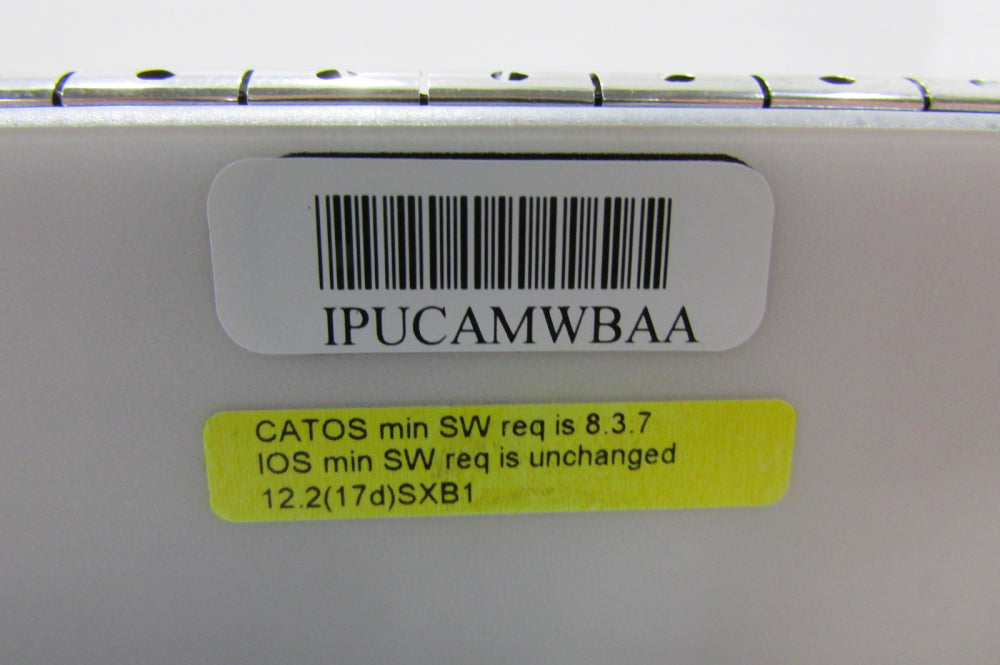 IPUCAMWBAA
CATOS min SW req is 8.3.7
IOS min SW req is unchanged
12.2(17d)SXB1